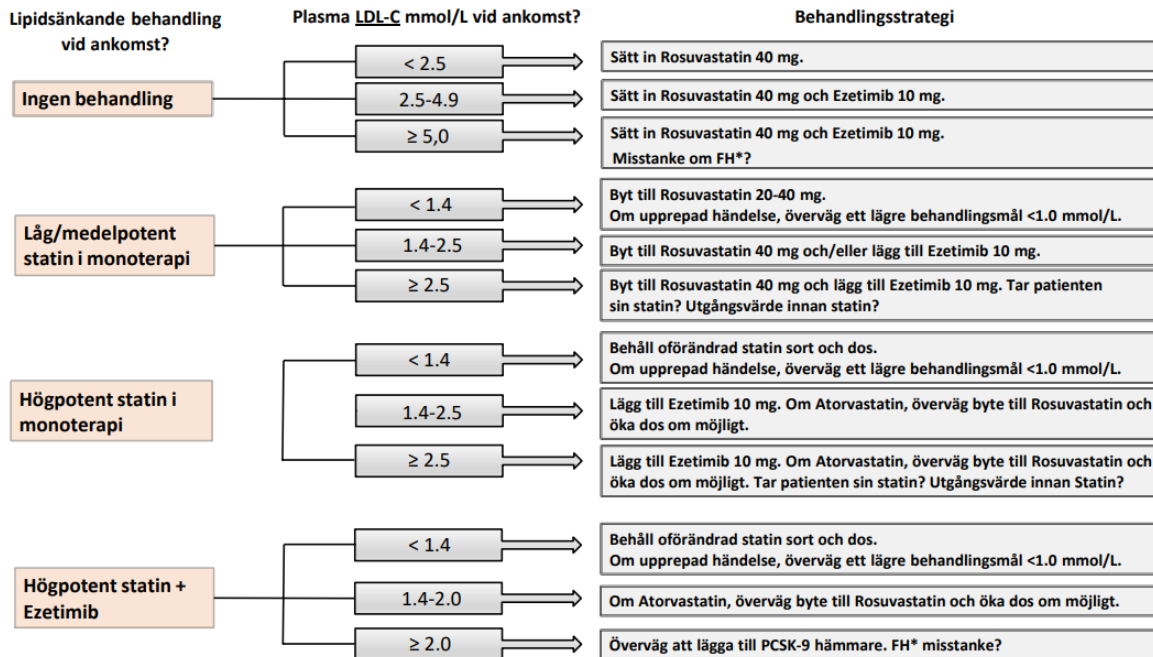 Lipidsänkande behandling
vid ankomst?
Plasma LDL-C mmol/L vid ankomst?
Behandlingsstrategi
Ingen behandling
< 2.5
Sätt in Rosuvastatin 40 mg.
2.5-4.9
Sätt in Rosuvastatin 40 mg och Ezetimib 10 mg.
≥ 5,0
Sätt in Rosuvastatin 40 mg och Ezetimib 10 mg.
Misstanke om FH*?
Låg/medelpotent
statin i monoterapi
< 1.4
Byt till Rosuvastatin 20-40 mg.
Om upprepad händelse, överväg ett lägre behandlingsmål <1.0 mmol/L.
1.4-2.5
Byt till Rosuvastatin 40 mg och/eller lägg till Ezetimib 10 mg.
≥ 2.5
Byt till Rosuvastatin 40 mg och lägg till Ezetimib 10 mg. Tar patienten
sin statin? Utgångsvärde innan statin?
Högpotent statin i
monoterapi
< 1.4
Behåll oförändrad statin sort och dos.
Om upprepad händelse, överväg ett lägre behandlingsmål <1.0 mmol/L.
1.4-2.5
Lägg till Ezetimib 10 mg. Om Atorvastatin, överväg byte till Rosuvastatin och
öka dos om möjligt.
≥ 2.5
Lägg till Ezetimib 10 mg. Om Atorvastatin, överväg byte till Rosuvastatin och
öka dos om möjligt. Tar patienten sin statin? Utgångsvärde innan Statin?
Högpotent statin +
Ezetimib
< 1.4
Behåll oförändrad statin sort och dos.
Om upprepad händelse, överväg ett lägre behandlingsmål <1.0 mmol/L.
1.4-2.0
Om Atorvastatin, överväg byte till Rosuvastatin och öka dos om möjligt.
≥ 2.0
Överväg att lägga till PCSK-9 hämmare. FH* misstanke?